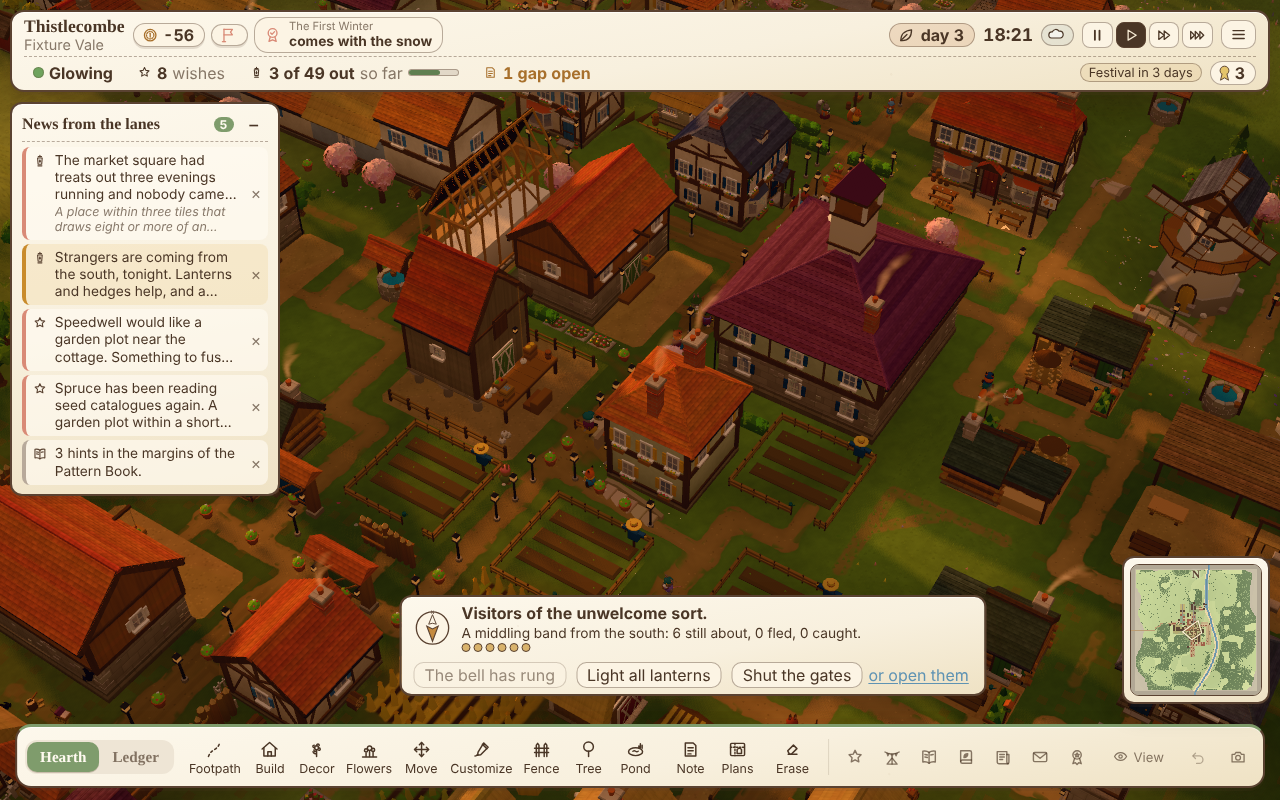 Thistlecombe
Fixture Vale
-56
The First Winter
comes with the snow
day 3
18:21
Glowing
8 wishes
3 of 49 out so far
1 gap open
Festival in 3 days
3
News from the lanes
5
The market square had
treats out three evenings
running and nobody came…
A place within three tiles that
draws eight or more of an…
Strangers are coming from
the south, tonight. Lanterns
and hedges help, and a…
Speedwell would like a
garden plot near the
cottage. Something to fus…
Spruce has been reading
seed catalogues again. A
garden plot within a short…
3 hints in the margins of the
Pattern Book.
N
Visitors of the unwelcome sort.
A middling band from the south: 6 still about, 0 fled, 0 caught.
The bell has rung
Light all lanterns
Shut the gates
or open them
Hearth
Ledger
Footpath
Build
Decor
Flowers
Move
Customize
Fence
Tree
Pond
Note
Plans
Erase
View